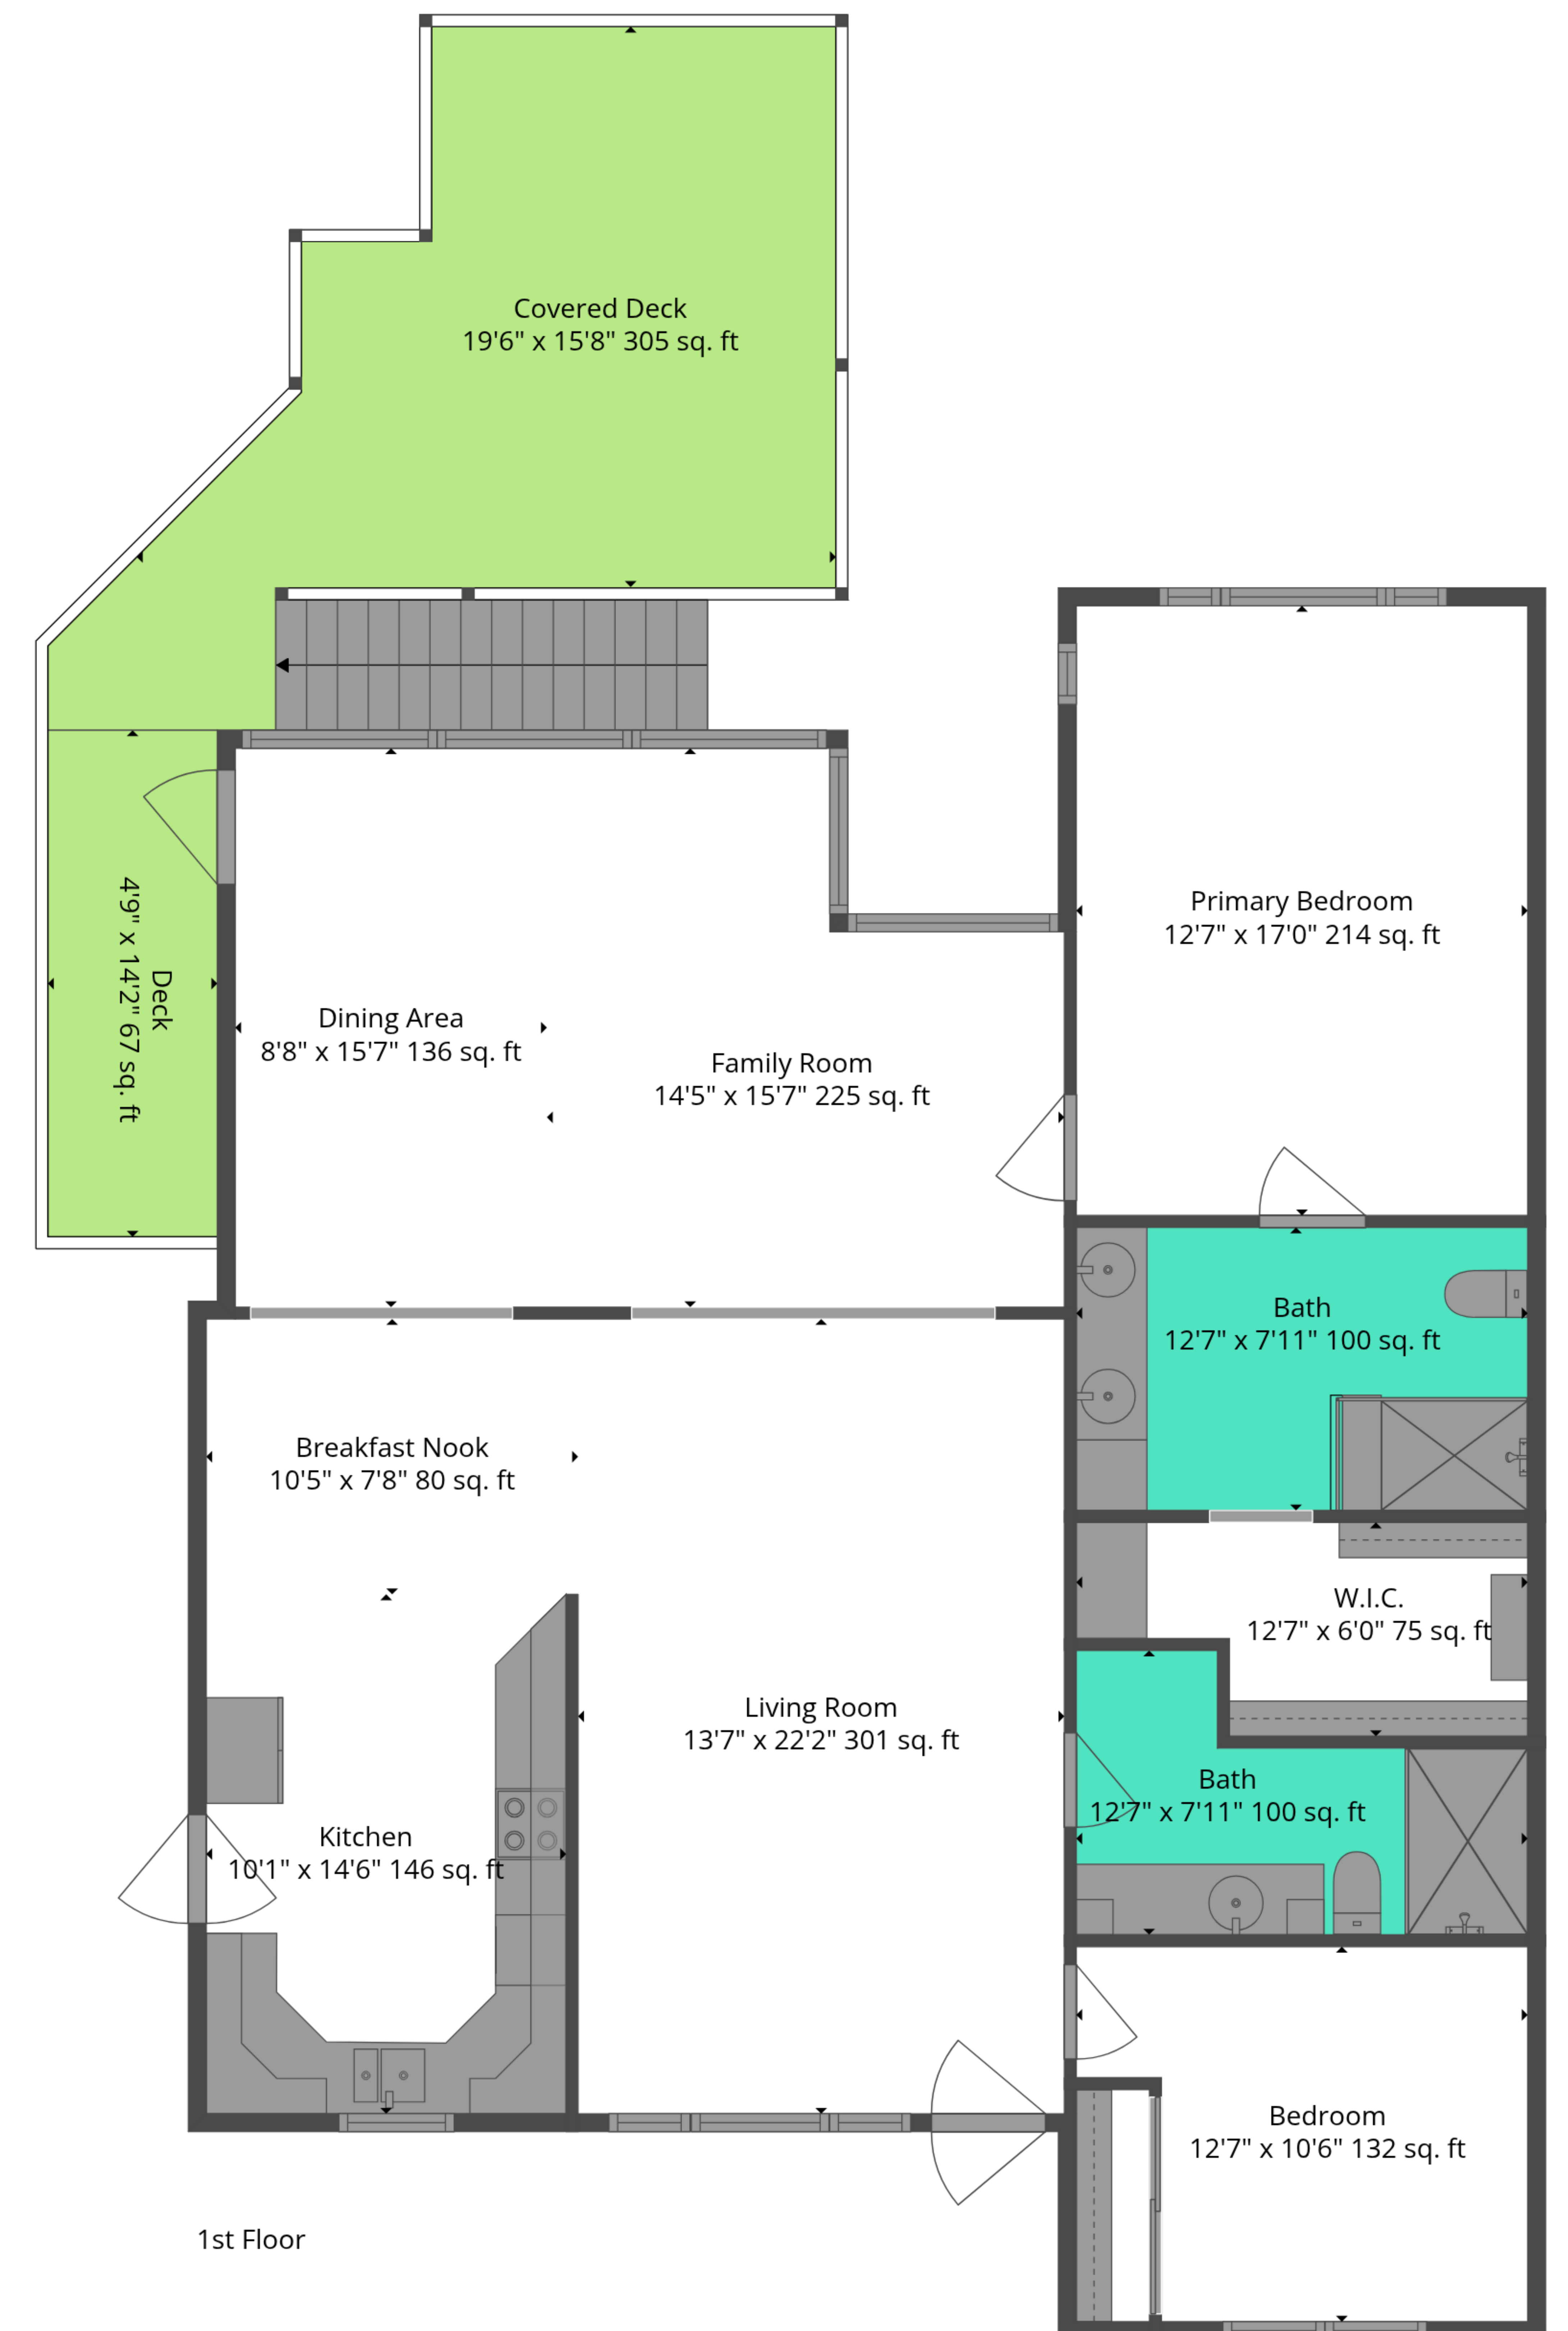 Covered Deck
19'6" x 15'8" 305 sq. ft
Primary Bedroom
12'7" x 17'0" 214 sq. ft
Deck
4'9" x 14'2" 67 sq. ft
Dining Area
8'8" x 15'7" 136 sq. ft
Family Room
14'5" x 15'7" 225 sq. ft
Bath
12'7" x 7'11" 100 sq. ft
Breakfast Nook
10'5" x 7'8" 80 sq. ft
W.I.C.
12'7" x 6'0" 75 sq. ft
Living Room
13'7" x 22'2" 301 sq. ft
Bath
12'7" x 7'11" 100 sq. ft
Kitchen
10'1" x 14'6" 146 sq. ft
Bedroom
12'7" x 10'6" 132 sq. ft
1st Floor